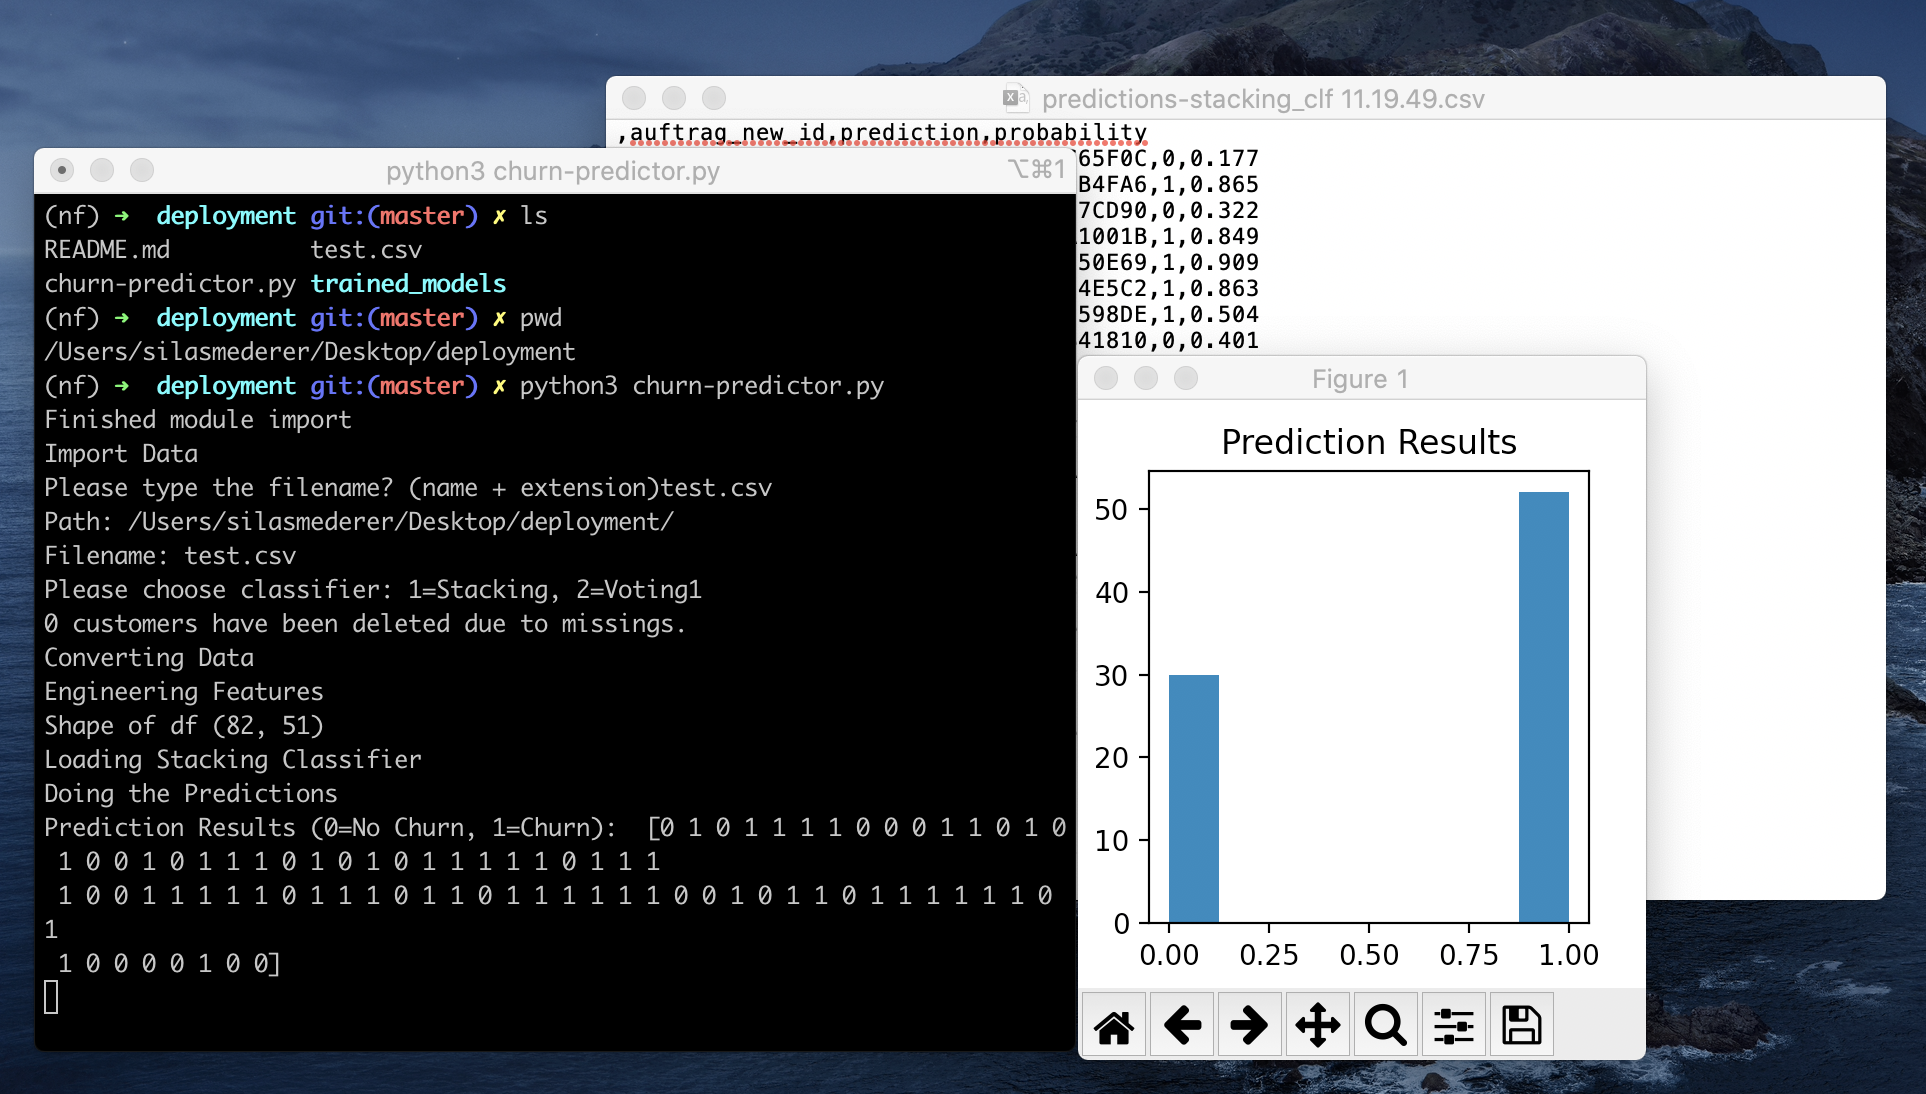 predictions-stacking_clf 11.19.49.csv
,auftrag_new_id,prediction,probability
65F0C,0,0.177
B4FA6,1,0.865
7CD90,0,0.322
1001B,1,0.849
50E69,1,0.909
4E5C2,1,0.863
598DE,1,0.504
41810,0,0.401
python3 churn-predictor.py
⌥⌘1
(nf) ➜ deployment git:(master) ✗ ls
README.md test.csv
churn-predictor.py trained_models
(nf) ➜ deployment git:(master) ✗ pwd
/Users/silasmederer/Desktop/deployment
(nf) ➜ deployment git:(master) ✗ python3 churn-predictor.py
Finished module import
Import Data
Please type the filename? (name + extension)test.csv
Path: /Users/silasmederer/Desktop/deployment/
Filename: test.csv
Please choose classifier: 1=Stacking, 2=Voting1
0 customers have been deleted due to missings.
Converting Data
Engineering Features
Shape of df (82, 51)
Loading Stacking Classifier
Doing the Predictions
Prediction Results (0=No Churn, 1=Churn): [0 1 0 1 1 1 1 0 0 0 1 1 0 1 0
1 0 0 1 0 1 1 1 0 1 0 1 0 1 1 1 1 1 0 1 1 1
1 0 0 1 1 1 1 1 0 1 1 1 0 1 1 0 1 1 1 1 1 1 0 0 1 0 1 1 0 1 1 1 1 1 1 0
1
1 0 0 0 0 1 0 0]
Figure 1
Prediction Results
50
40
30
20
10
0
0.00 0.25 0.50 0.75 1.00